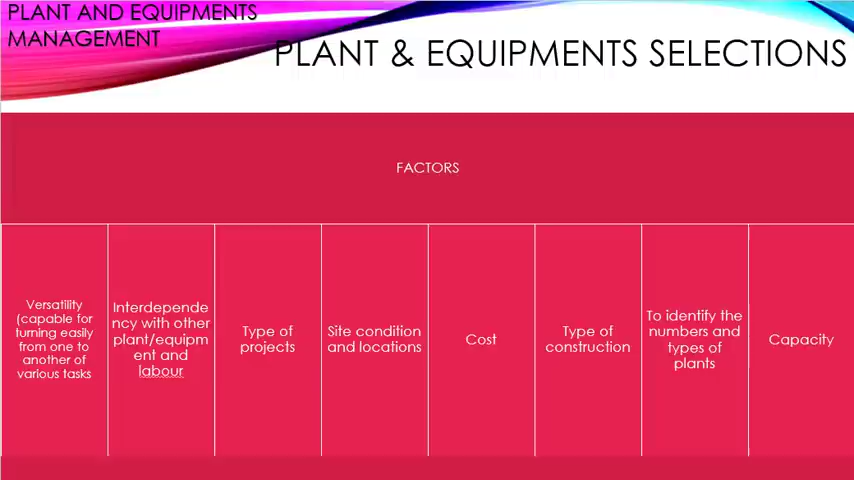 PLANT AND EQUIPMENTS
MANAGEMENT
PLANT & EQUIPMENTS SELECTIONS
FACTORS
Versatility
(capable for
turning easily
from one to
another of
various tasks
Interdepende
ncy with other
plant/equipm
ent and
labour
Type of
projects
Site condition
and locations
Cost
Type of
construction
To identify the
numbers and
types of
plants
Capacity